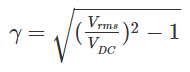 γ = √((V_rms / V_DC)² − 1)